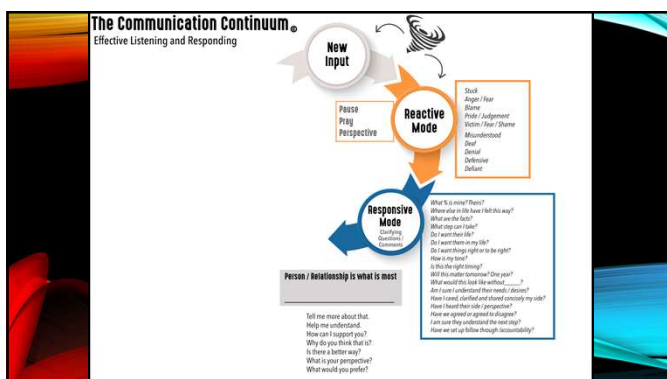 The Communication Continuum®
Effective Listening and Responding
New
Input
Pause
Pray
Perspective
Reactive
Mode
Stuck
Anger / Fear
Blame
Pride / Judgement
Victim / Fear / Shame
Misunderstood
Deaf
Denial
Defensive
Defiant
Responsive
Mode
Clarifying
Questions /
Comments
What % is mine? Theirs?
Where else in life have I felt this way?
What are the facts?
What step can I take?
Do I want their life?
Do I want them in my life?
Do I want things right or to be right?
How is my tone?
Is this the right timing?
Will this matter tomorrow? One year?
What would this look like without_____?
Am I sure I understand their needs / desires?
Have I cared, clarified and shared concisely my side?
Have I heard their side / perspective?
Have we agreed or agreed to disagree?
I am sure they understand the next step?
Have we set up follow through /accountability?
Person / Relationship is what is most
Tell me more about that.
Help me understand.
How can I support you?
Why do you think that is?
Is there a better way?
What is your perspective?
What would you prefer?